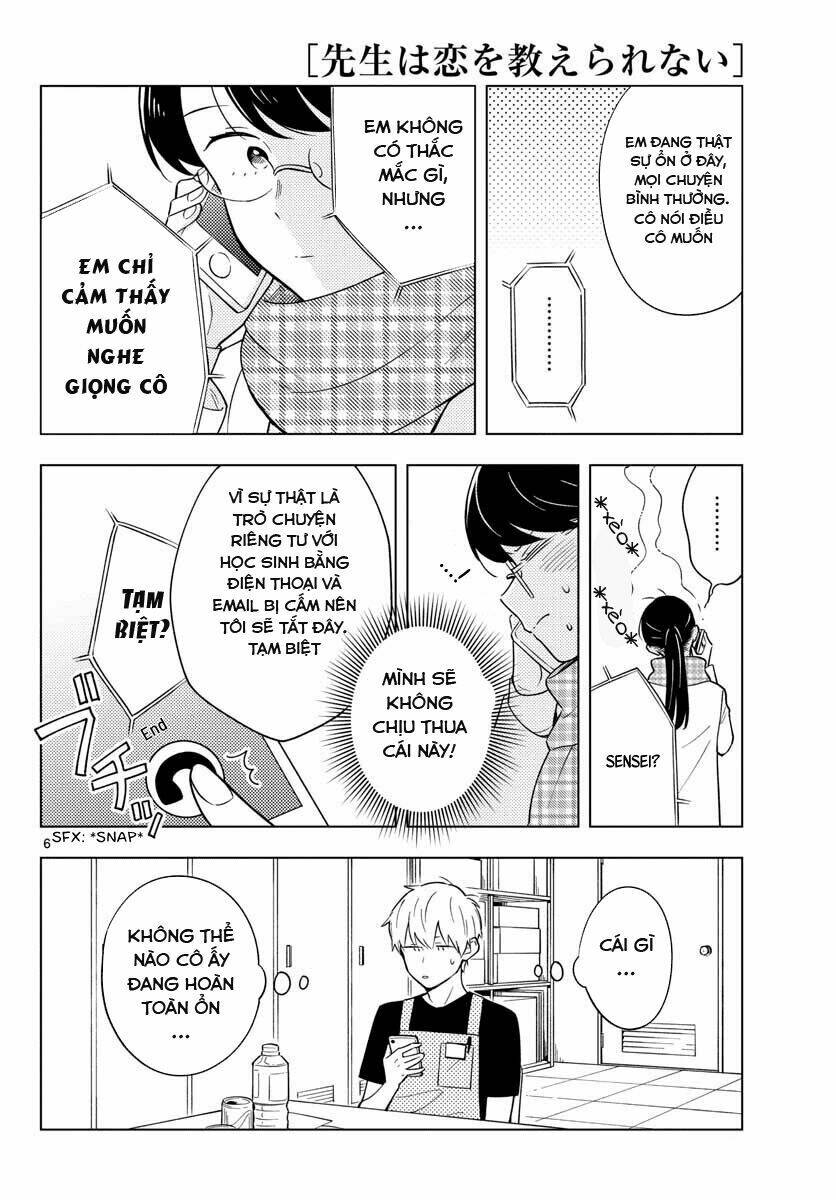 [先生は恋を教えられない]
EM ĐANG THẬT
SỰ ỔN Ở ĐÂY,
MỌI CHUYỆN
BÌNH THƯỜNG.
CÔ NÓI ĐIỀU
CÔ MUỐN
.........
EM KHÔNG
CÓ THẮC
MẮC GÌ,
NHƯNG
...
EM CHỈ
CẢM THẤY
MUỐN
NGHE
GIỌNG CÔ
......
*xèo*
*xèo*
SENSEI?
MÌNH SẼ
KHÔNG
CHỊU THUA
CÁI NÀY!
VÌ SỰ THẬT LÀ
TRÒ CHUYỆN
RIÊNG TƯ VỚI
HỌC SINH BẰNG
ĐIỆN THOẠI VÀ
EMAIL BỊ CẤM NÊN
TÔI SẼ TẮT ĐÂY.
TẠM BIỆT
TẠM
BIỆT?
End
ブチッ
SFX: *SNAP*
6
CÁI GÌ
...
KHÔNG THỂ
NÀO CÔ ẤY
ĐANG HOÀN
TOÀN ỔN
...